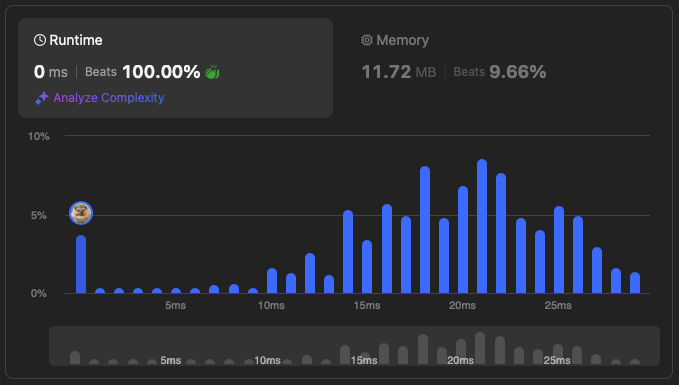 Runtime
0 ms | Beats 100.00%
Analyze Complexity
Memory
11.72 MB | Beats 9.66%
10%
5%
0%
5ms 10ms 15ms 20ms 25ms
5ms 10ms 15ms 20ms 25ms